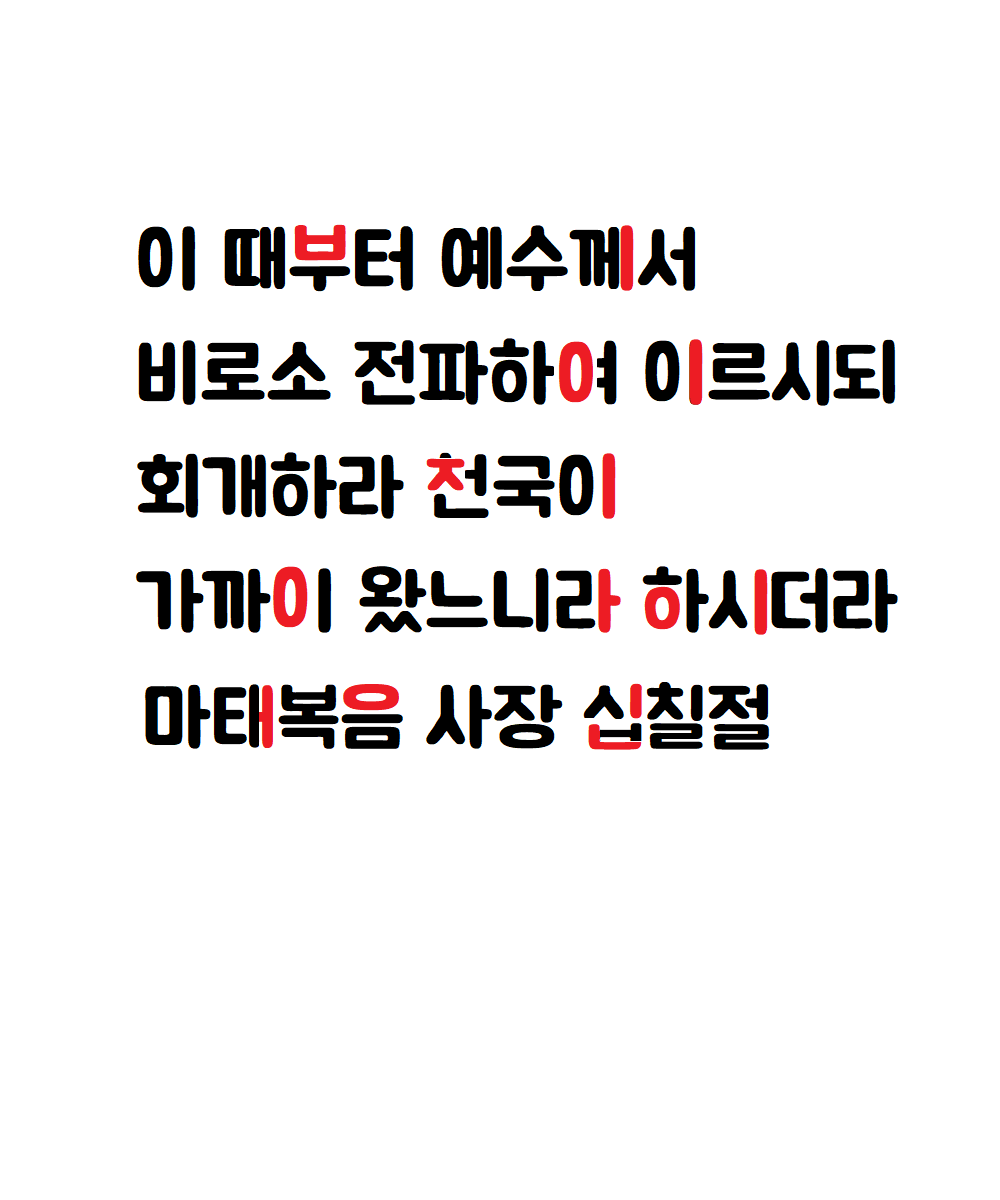 이 때부터 예수께서
비로소 전파하여 이르시되
회개하라 천국이
가까이 왔느니라 하시더라
마태복음 사장 십칠절